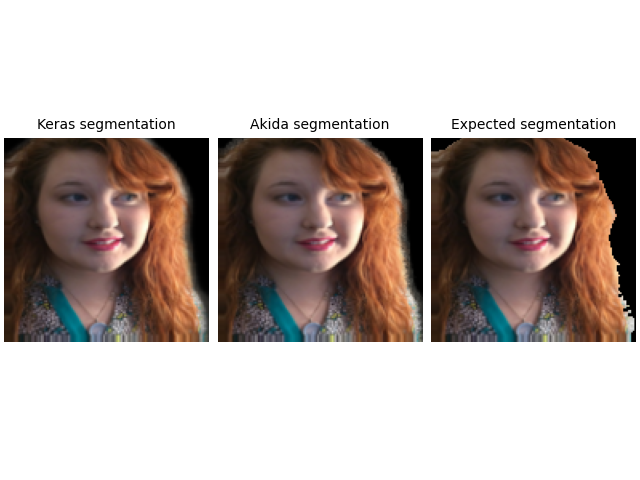 Keras segmentation
Akida segmentation
Expected segmentation